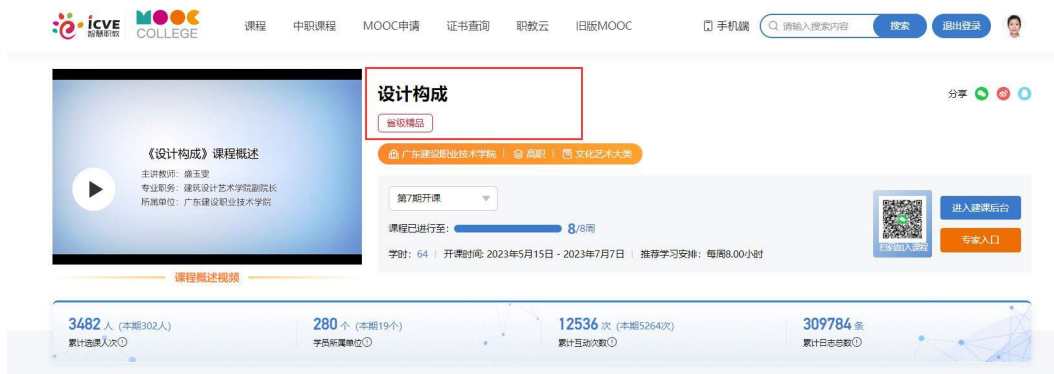 icve 智慧职教 MOOC COLLEGE 课程 中职课程 MOOC申请 证书查询 职教云 旧版MOOC 手机端 请输入搜索内容 搜索 退出登录
设计构成
省级精品
分享
广东建设职业技术学院 | 高职 | 文化艺术大类
《设计构成》课程概述
主讲教师：盛玉雯
专业职务：建筑设计艺术学院副院长
所属单位：广东建设职业技术学院
课程概述视频
第7期开课
课程已进行至： 8/8周
学时：64 | 开课时间: 2023年5月15日 - 2023年7月7日 | 推荐学习安排：每周8.00小时
扫码加入课程
进入建课后台
专家入口
3482 人 (本期302人)
累计选课人次
280 个 (本期19个)
学员所属单位
12536 次 (本期5264次)
累计互动次数
309784 条
累计日志总数